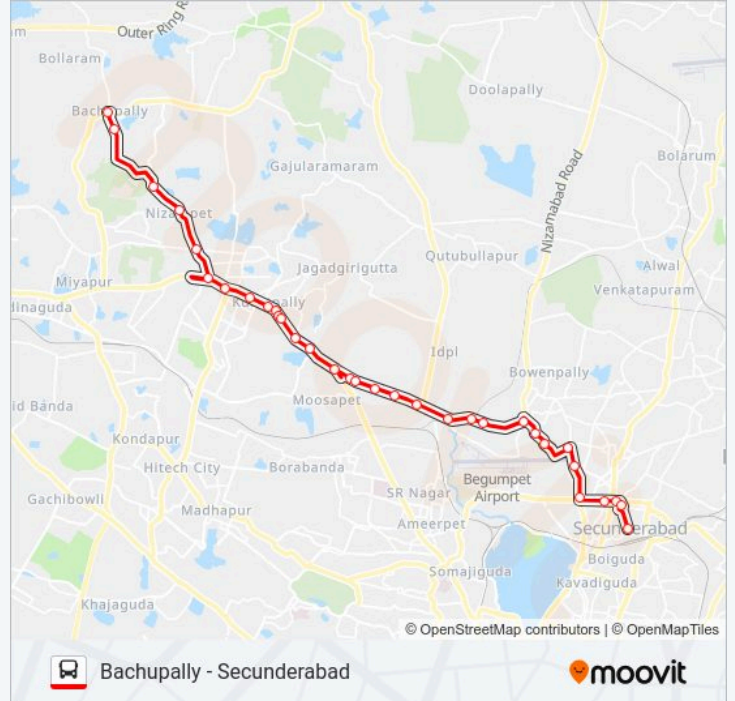 Outer Ring R
am
Bollaram
Doolapally
Bachupally
Bolarum
Gajularamaram
Nizamabad Road
Nizampet
Qutubullapur
Jagadgirigutta
Alwal
Miyapur
Venkatapuram
dinaguda
Kukatpally
Idpl
Bowenpally
Moosapet
id Banda
Kondapur
Hitech City
Borabanda
Begumpet
Airport
SR Nagar
Gachibowli
Madhapur
Ameerpet
Secunderabad
Boiguda
Somajiguda
Kavadiguda
Khajaguda
© OpenStreetMap contributors | © OpenMapTiles
Bachupally - Secunderabad
moovit